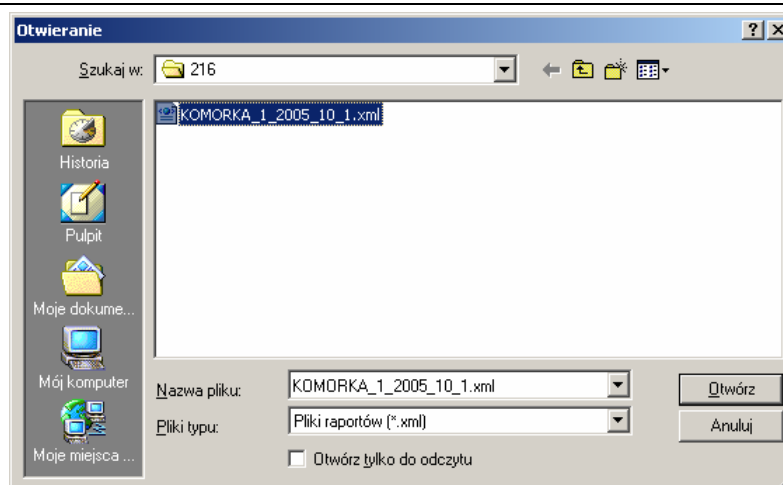 Otwieranie
Szukaj w: 216
KOMORKA_1_2005_10_1.xml
Historia
Pulpit
Moje dokume...
Mój komputer
Moje miejsca ...
Nazwa pliku: KOMORKA_1_2005_10_1.xml Otwórz
Pliki typu: Pliki raportów (*.xml) Anuluj
Otwórz tylko do odczytu